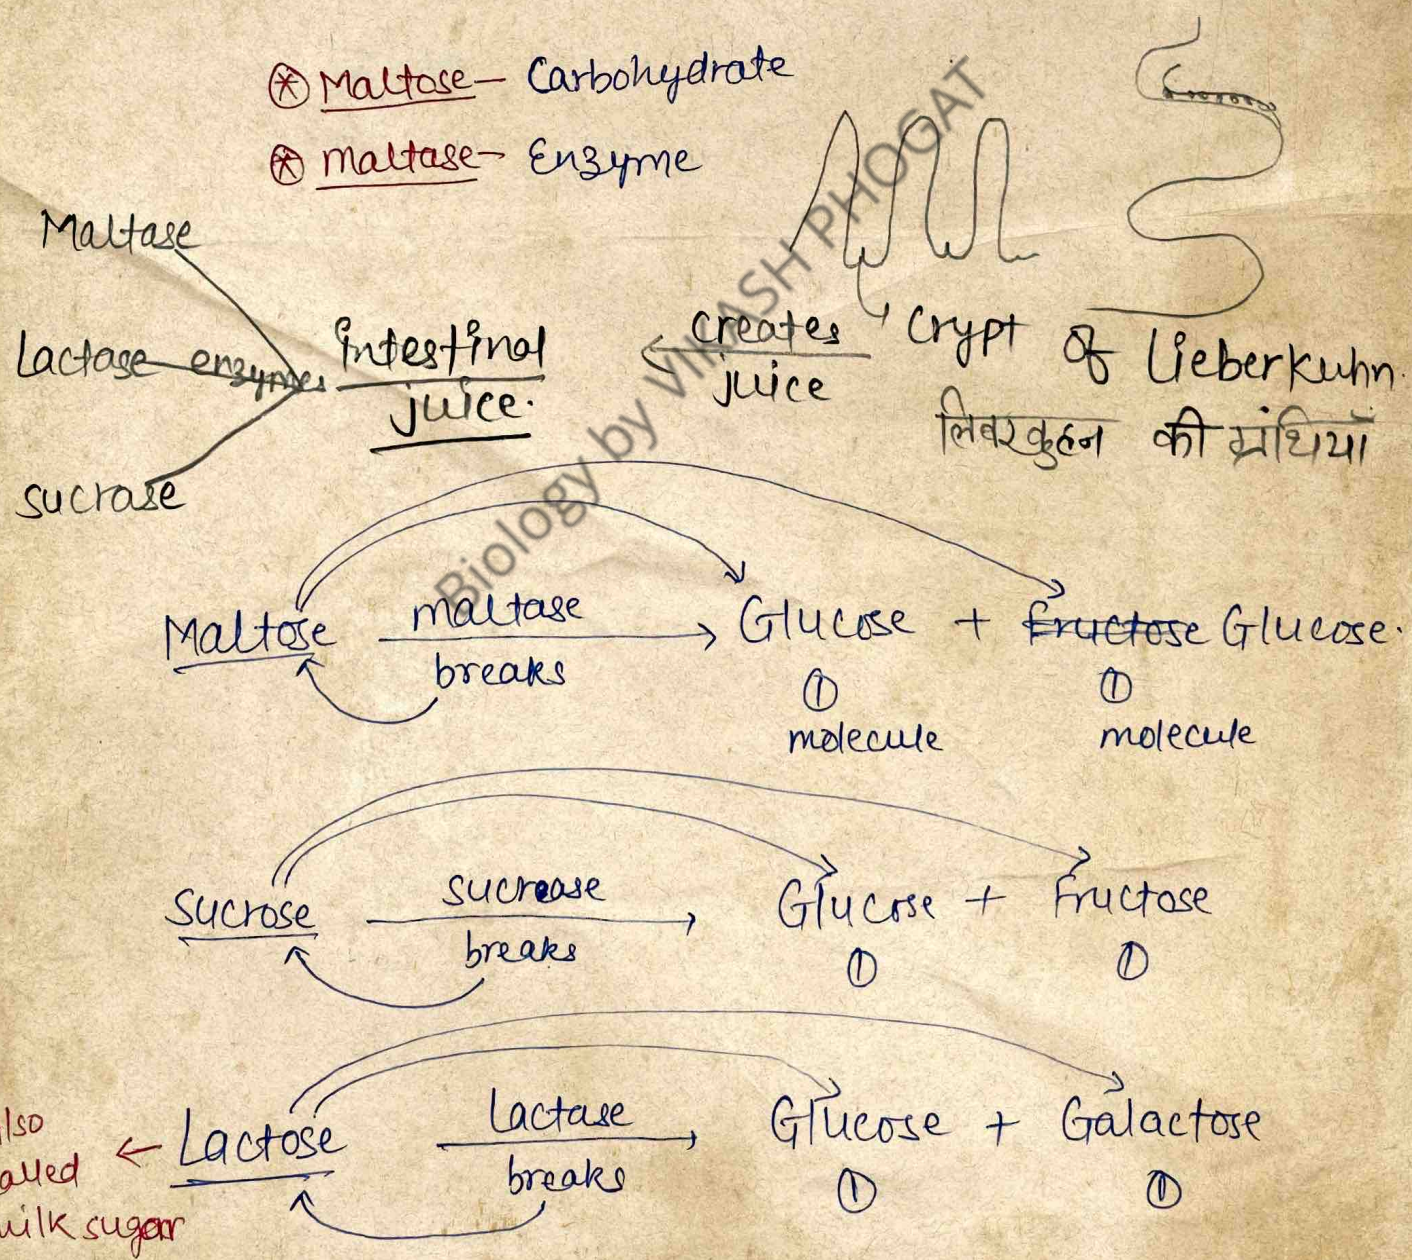 ⊛ Maltose - Carbohydrate
⊛ maltase - Enzyme
Maltase
Lactase enzymes intestinal juice.
sucrase
creates juice
Crypt of Lieberkuhn.
लिबरकुहन की ग्रंथियाँ
Biology by VIKASH PHOGAT
Maltose maltase breaks Glucose + Fructose Glucose.
① ①
molecule molecule
Sucrose sucrease breaks Glucose + Fructose
① ①
Lactose Lactase breaks Glucose + Galactose
① ①
lso
alled
milk sugar